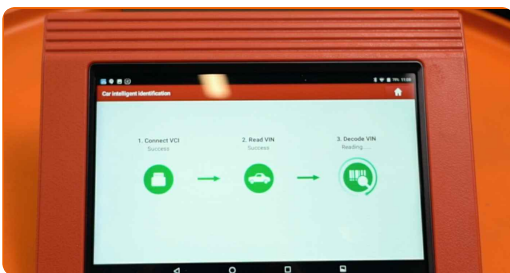 Car intelligent identification
1. Connect VCI
Success
2. Read VIN
Success
3. Decode VIN
Reading......